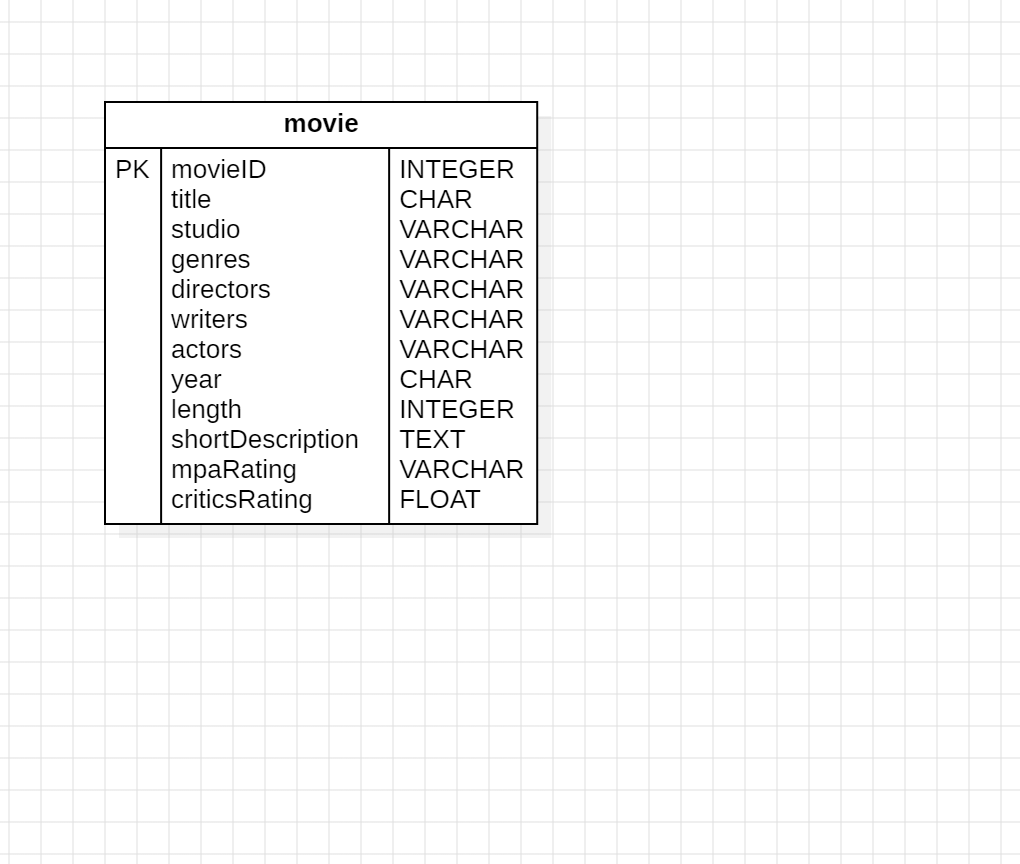 movie
PK movieID INTEGER
title CHAR
studio VARCHAR
genres VARCHAR
directors VARCHAR
writers VARCHAR
actors VARCHAR
year CHAR
length INTEGER
shortDescription TEXT
mpaRating VARCHAR
criticsRating FLOAT